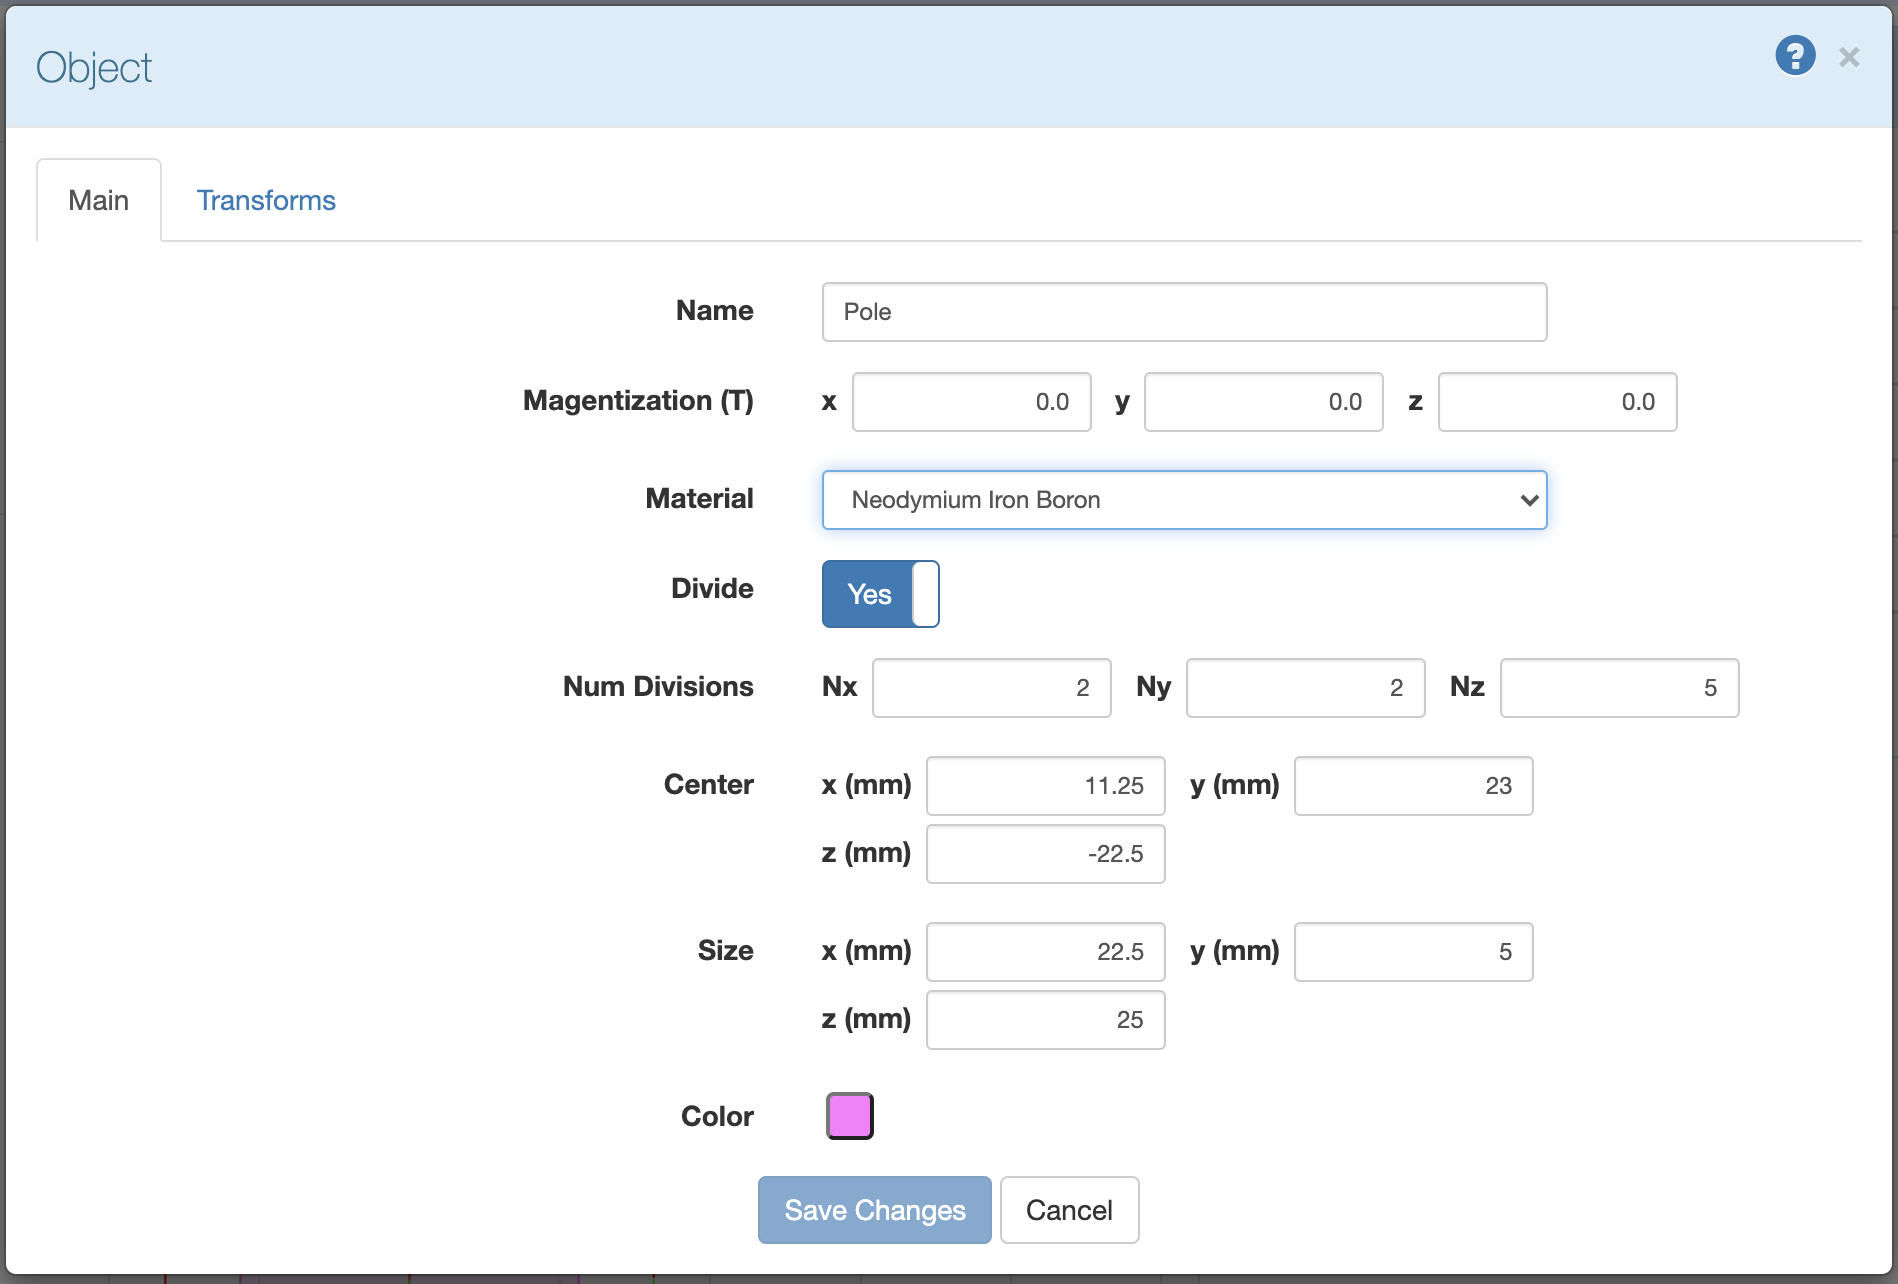 Object ? ×
Main Transforms
Name Pole
Magentization (T) x 0.0 y 0.0 z 0.0
Material Neodymium Iron Boron
Divide Yes
Num Divisions Nx 2 Ny 2 Nz 5
Center x (mm) 11.25 y (mm) 23
z (mm) -22.5
Size x (mm) 22.5 y (mm) 5
z (mm) 25
Color
Save Changes Cancel